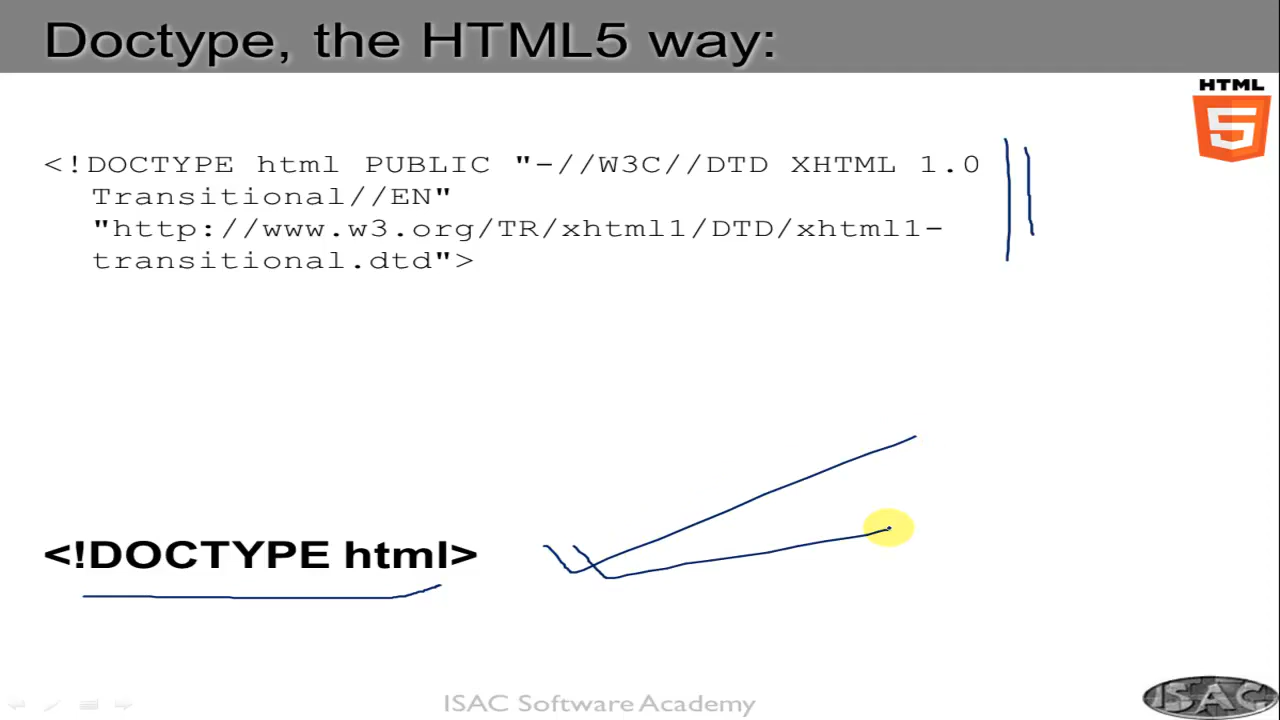 Doctype, the HTML5 way:
HTML
5
<!DOCTYPE html PUBLIC "-//W3C//DTD XHTML 1.0
Transitional//EN"
"http://www.w3.org/TR/xhtml1/DTD/xhtml1-
transitional.dtd">
<!DOCTYPE html>
ISAC Software Academy
ISAC